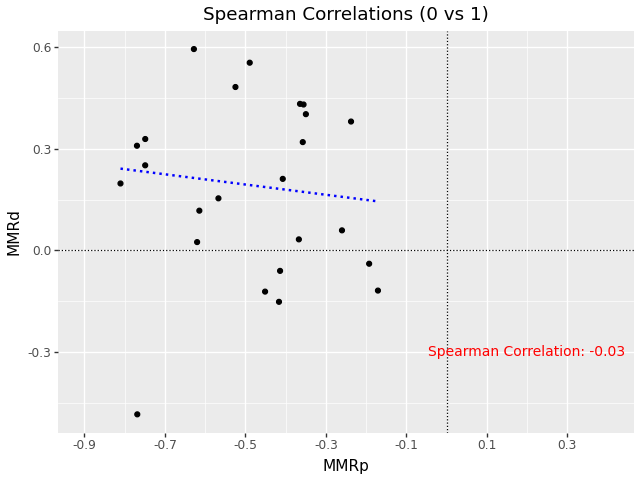 Spearman Correlations (0 vs 1)
0.6
0.3
0.0
-0.3
MMRd
Spearman Correlation: -0.03
-0.9
-0.7
-0.5
-0.3
-0.1
0.1
0.3
MMRp